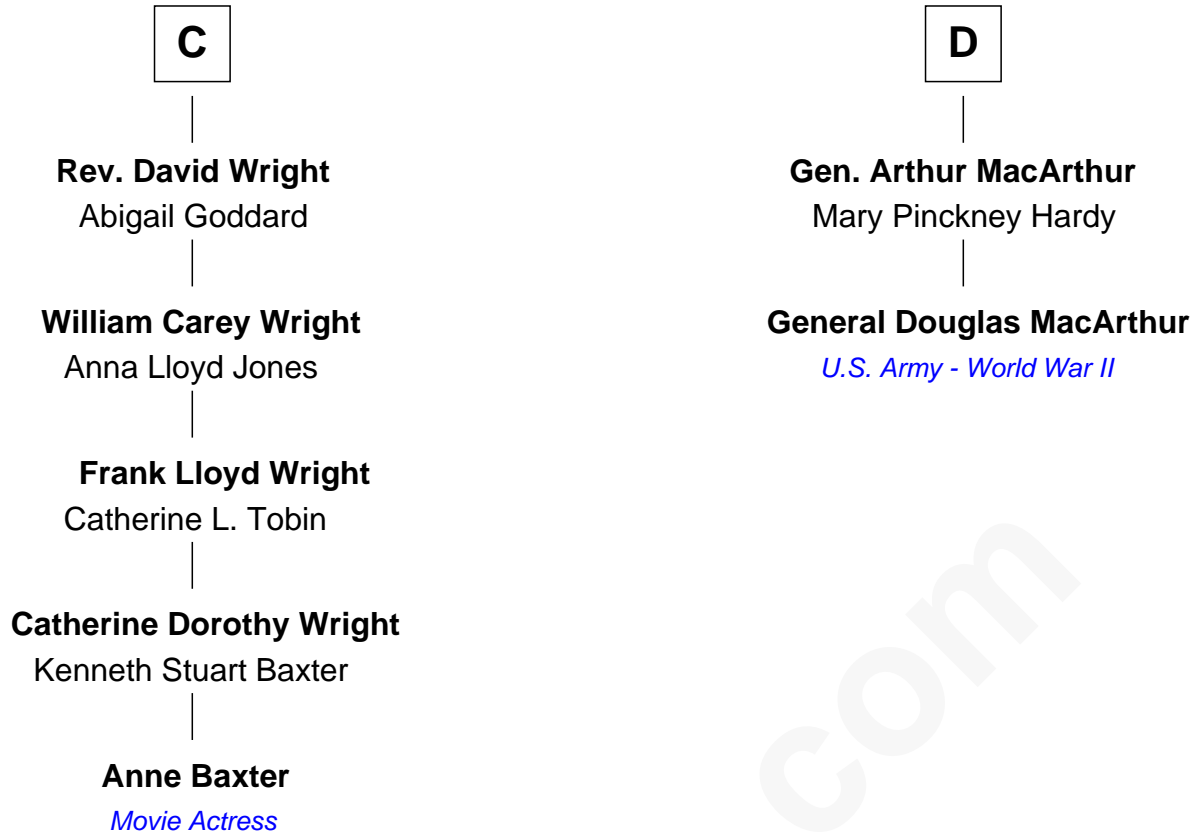 C
Rev. David Wright
Abigail Goddard
William Carey Wright
Anna Lloyd Jones
Frank Lloyd Wright
Catherine L. Tobin
Catherine Dorothy Wright
Kenneth Stuart Baxter
Anne Baxter
Movie Actress
D
Gen. Arthur MacArthur
Mary Pinckney Hardy
General Douglas MacArthur
U.S. Army - World War II
com